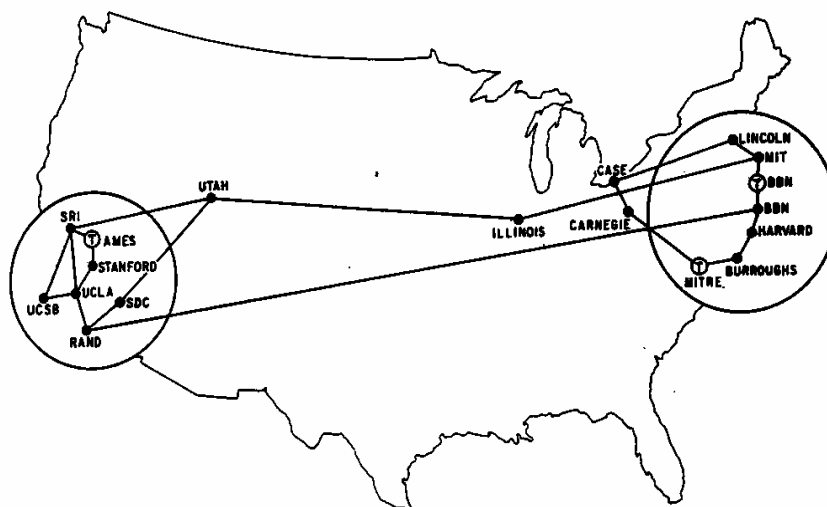 LINCOLN
MIT
CASE
T BBN
UTAH
BBN
SRI
ILLINOIS
CARNEGIE
HARVARD
T AMES
STANFORD
BURROUGHS
T
MITRE
UCSB
UCLA
SDC
RAND